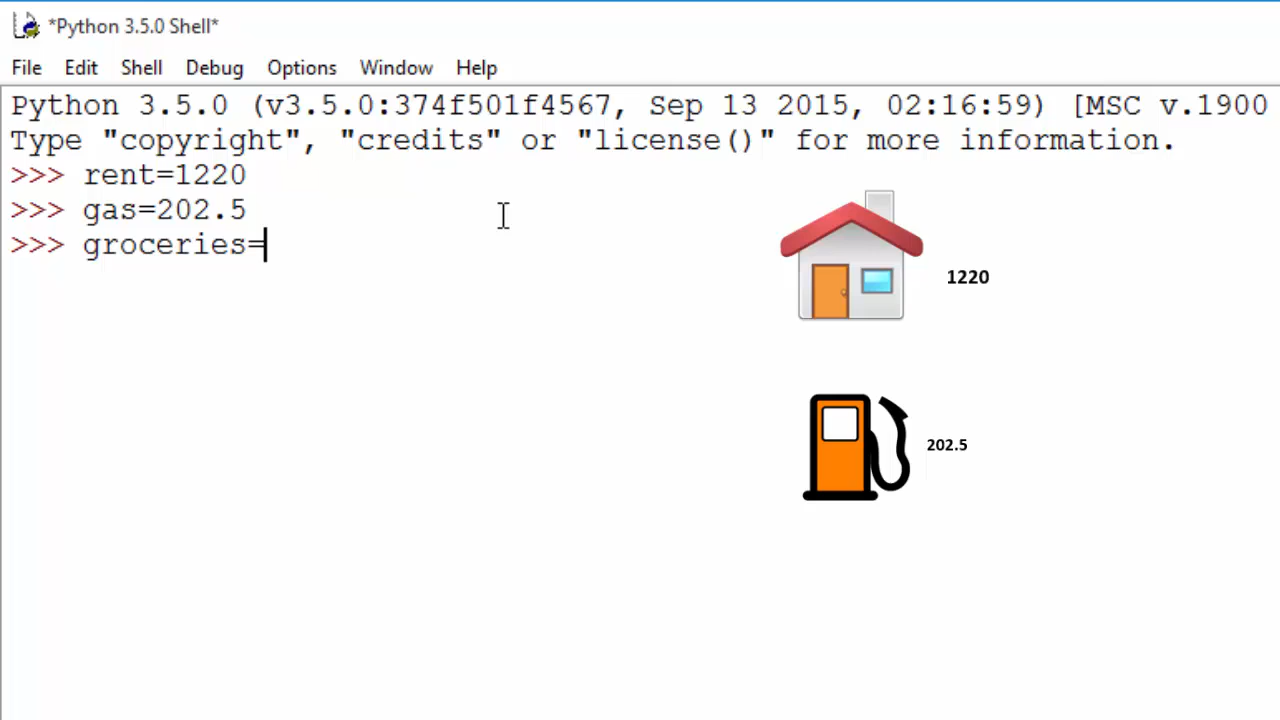 *Python 3.5.0 Shell*
File Edit Shell Debug Options Window Help
Python 3.5.0 (v3.5.0:374f501f4567, Sep 13 2015, 02:16:59) [MSC v.1900
Type "copyright", "credits" or "license()" for more information.
>>> rent=1220
>>> gas=202.5
>>> groceries=
1220
202.5